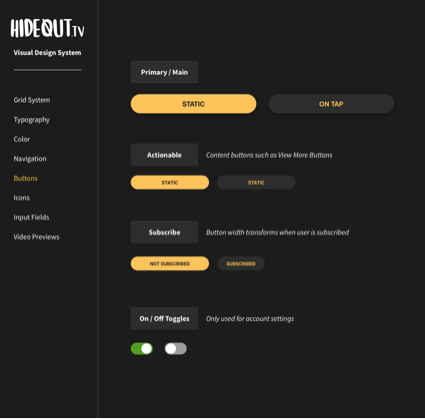 HIDEOUT.TV
Visual Design System
Grid System
Typography
Color
Navigation
Buttons
Icons
Input Fields
Video Previews
Primary / Main
STATIC
ON TAP
Actionable
Content buttons such as View More Buttons
STATIC
STATIC
Subscribe
Button width transforms when user is subscribed
NOT SUBSCRIBED
SUBSCRIBED
On / Off Toggles
Only used for account settings